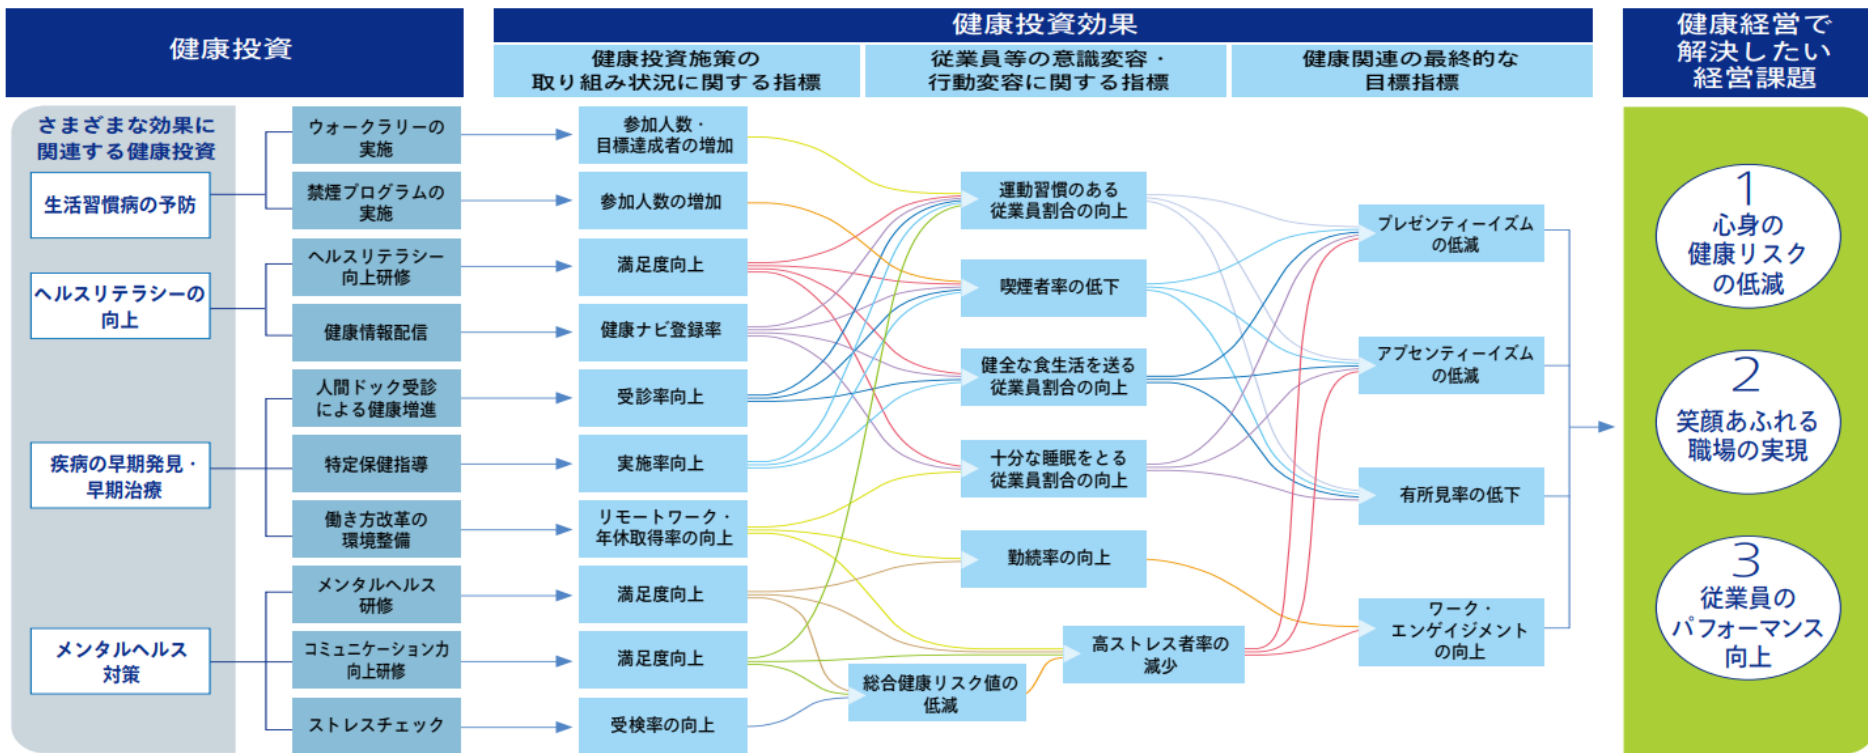 健康投資
健康投資効果
健康投資施策の
取り組み状況に関する指標
従業員等の意識変容・
行動変容に関する指標
健康関連の最終的な
目標指標
健康経営で
解決したい
経営課題
さまざまな効果に
関連する健康投資
生活習慣病の予防
ヘルスリテラシーの
向上
疾病の早期発見・
早期治療
メンタルヘルス
対策
ウォークラリーの
実施
禁煙プログラムの
実施
ヘルスリテラシー
向上研修
健康情報配信
人間ドック受診
による健康増進
特定保健指導
働き方改革の
環境整備
メンタルヘルス
研修
コミュニケーション力
向上研修
ストレスチェック
参加人数・
目標達成者の増加
参加人数の増加
満足度向上
健康ナビ登録率
受診率向上
実施率向上
リモートワーク・
年休取得率の向上
満足度向上
満足度向上
受検率の向上
運動習慣のある
従業員割合の向上
喫煙者率の低下
健全な食生活を送る
従業員割合の向上
十分な睡眠をとる
従業員割合の向上
勤続率の向上
高ストレス者率の
減少
総合健康リスク値の
低減
プレゼンティーイズム
の低減
アブセンティーイズム
の低減
有所見率の低下
ワーク・
エンゲイジメント
の向上
1
心身の
健康リスク
の低減
2
笑顔あふれる
職場の実現
3
従業員の
パフォーマンス
向上